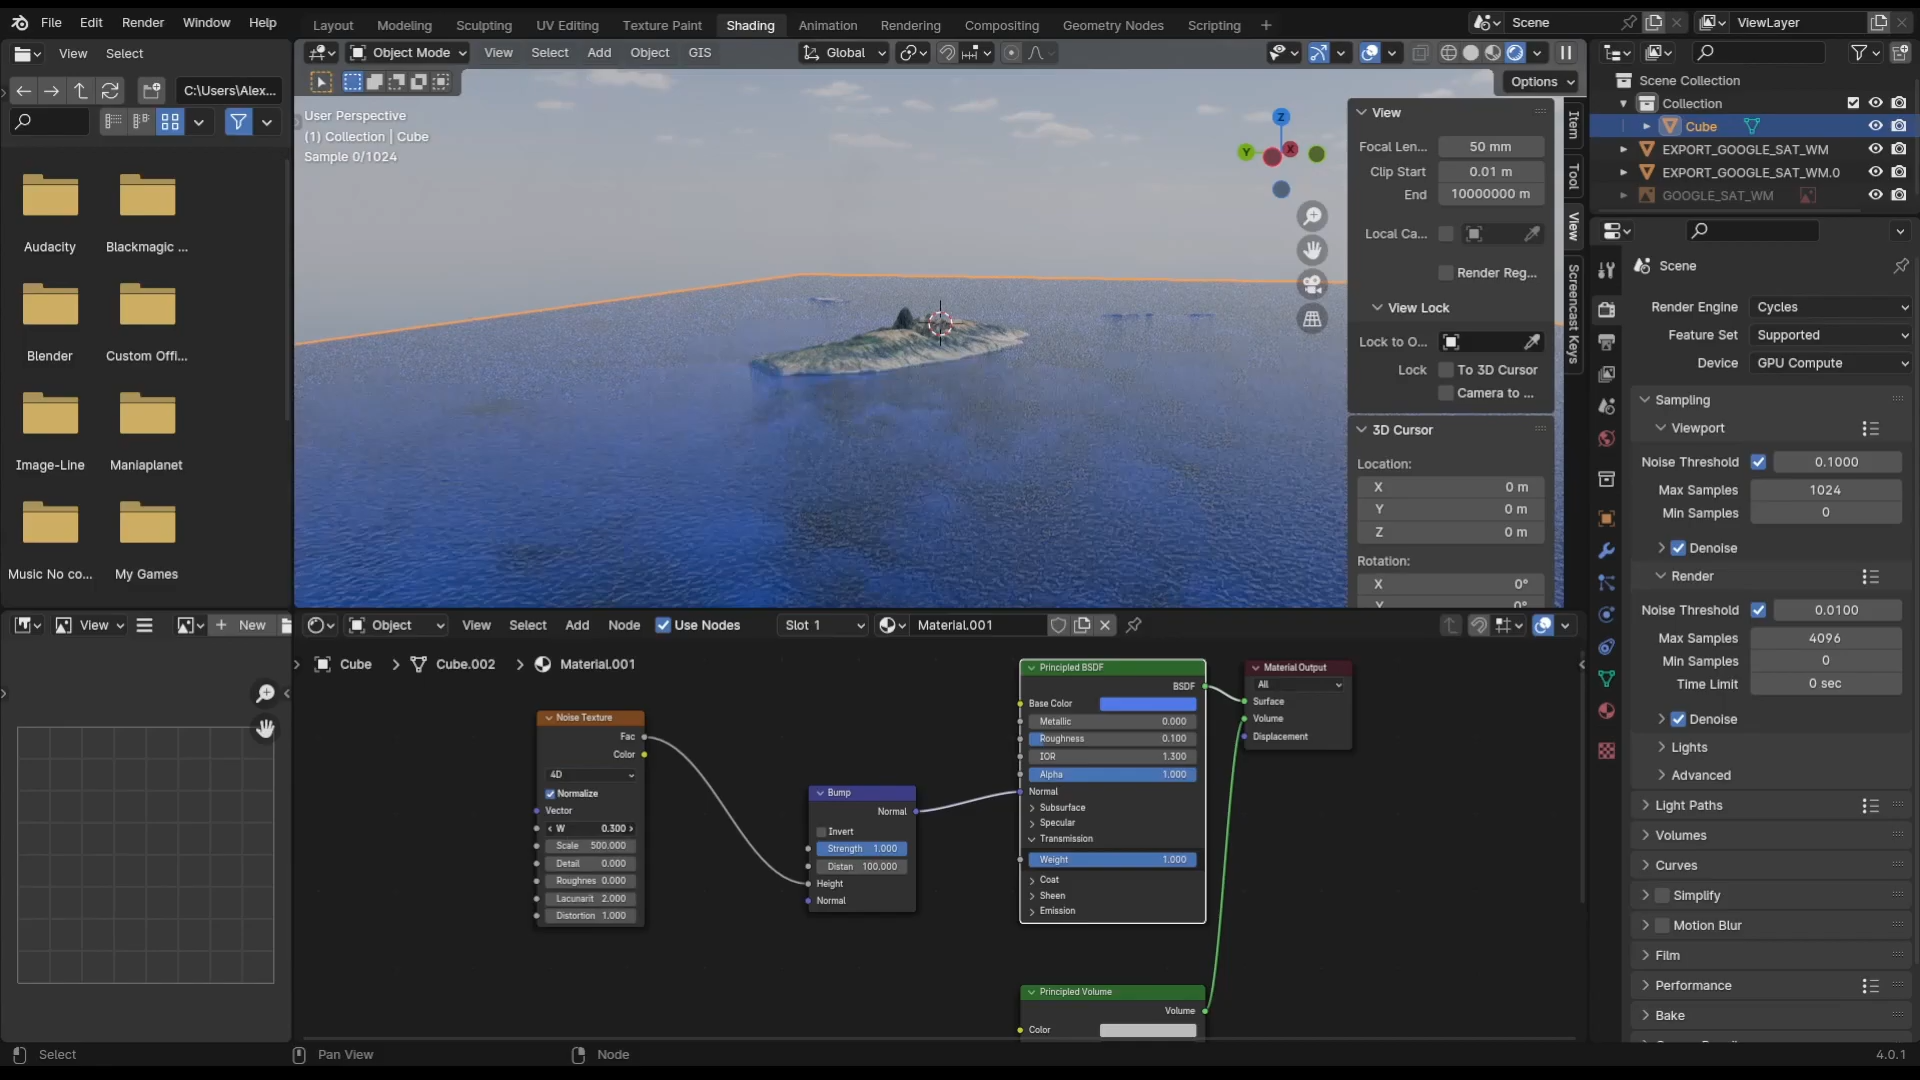 File Edit Render Window Help
Layout Modeling Sculpting UV Editing Texture Paint Shading Animation Rendering Compositing Geometry Nodes Scripting +
Scene
ViewLayer
View Select
Object Mode View Select Add Object GIS
Global
C:\Users\Alex...
Options
User Perspective
(1) Collection | Cube
Sample 0/1024
Z
Y
X
Audacity
Blackmagic ...
Blender
Custom Offi...
Image-Line
Maniaplanet
Music No co...
My Games
View
Focal Len... 50 mm
Clip Start 0.01 m
End 10000000 m
Local Ca...
Render Reg...
View Lock
Lock to O...
Lock To 3D Cursor
Camera to ...
3D Cursor
Location:
X 0 m
Y 0 m
Z 0 m
Rotation:
X 0°
Y 0°
Item
Tool
View
Screencast Keys
Scene Collection
Collection
Cube
EXPORT_GOOGLE_SAT_WM
EXPORT_GOOGLE_SAT_WM.0
GOOGLE_SAT_WM
Scene
Render Engine Cycles
Feature Set Supported
Device GPU Compute
Sampling
Viewport
Noise Threshold 0.1000
Max Samples 1024
Min Samples 0
Denoise
Render
Noise Threshold 0.0100
Max Samples 4096
Min Samples 0
Time Limit 0 sec
Denoise
Lights
Advanced
Light Paths
Volumes
Curves
Simplify
Motion Blur
Film
Performance
Bake
View
+ New
Object View Select Add Node Use Nodes Slot 1 Material.001
Cube > Cube.002 > Material.001
Noise Texture
Fac
Color
4D
Normalize
Vector
W 0.300
Scale 500.000
Detail 0.000
Roughnes 0.000
Lacunarit 2.000
Distortion 1.000
Bump
Normal
Invert
Strength 1.000
Distan 100.000
Height
Normal
Principled BSDF
BSDF
Base Color
Metallic 0.000
Roughness 0.100
IOR 1.300
Alpha 1.000
Normal
Subsurface
Specular
Transmission
Weight 1.000
Coat
Sheen
Emission
Material Output
All
Surface
Volume
Displacement
Principled Volume
Volume
Color
Select
Pan View
Node
4.0.1